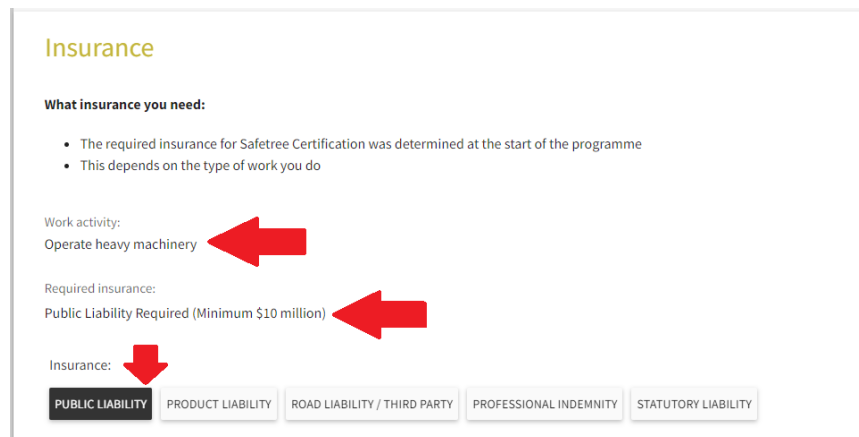 Insurance
What insurance you need:
• The required insurance for Safetree Certification was determined at the start of the programme
• This depends on the type of work you do
Work activity:
Operate heavy machinery
Required insurance:
Public Liability Required (Minimum $10 million)
Insurance:
PUBLIC LIABILITY PRODUCT LIABILITY ROAD LIABILITY / THIRD PARTY PROFESSIONAL INDEMNITY STATUTORY LIABILITY